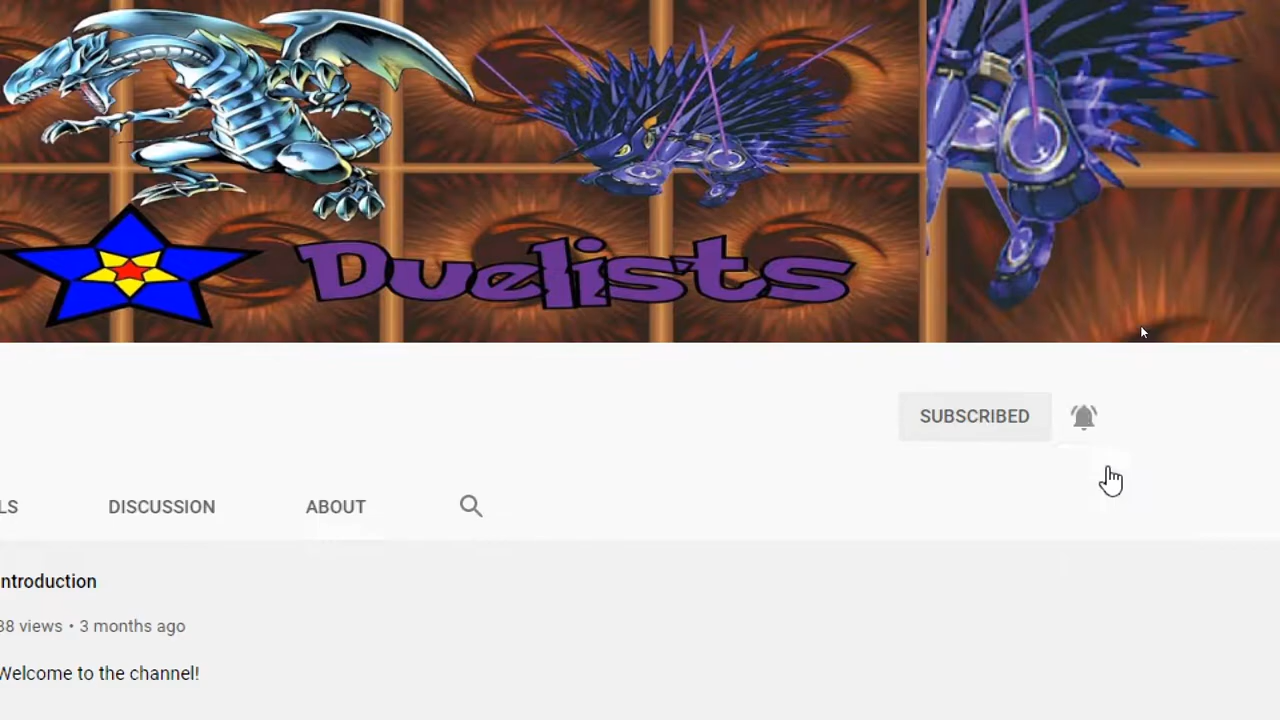 Duelists
SUBSCRIBED
LS DISCUSSION ABOUT
ntroduction
38 views • 3 months ago
Welcome to the channel!